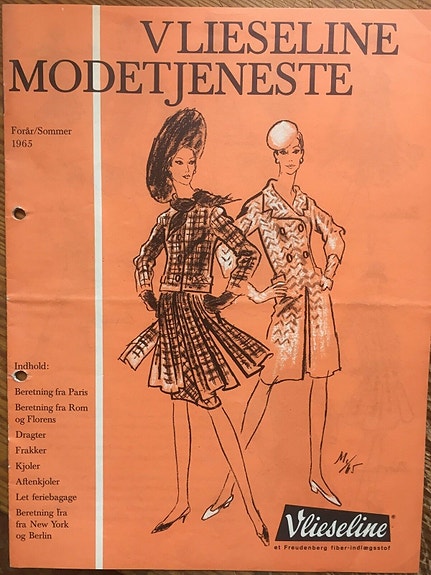 VLIESELINE
MODETJENESTE
Forår/Sommer
1965
Indhold:
Beretning fra Paris
Beretning fra Rom
og Florens
Dragter
Frakker
Kjoler
Aftenkjoler
Let feriebagage
Beretning fra
fra New York
og Berlin
M/65
Vlieseline®
et Freudenberg fiber-indlægsstof